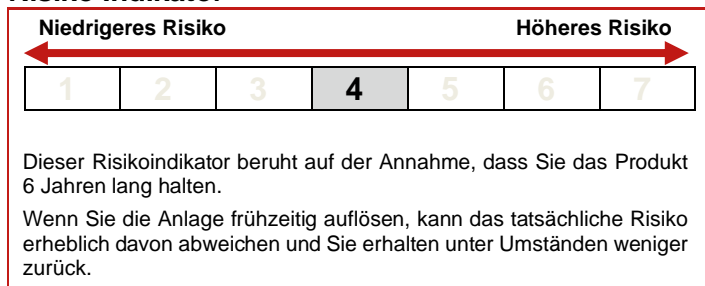 Niedrigeres Risiko Höheres Risiko
1 2 3 4 5 6 7
Dieser Risikoindikator beruht auf der Annahme, dass Sie das Produkt
6 Jahren lang halten.
Wenn Sie die Anlage frühzeitig auflösen, kann das tatsächliche Risiko
erheblich davon abweichen und Sie erhalten unter Umständen weniger
zurück.